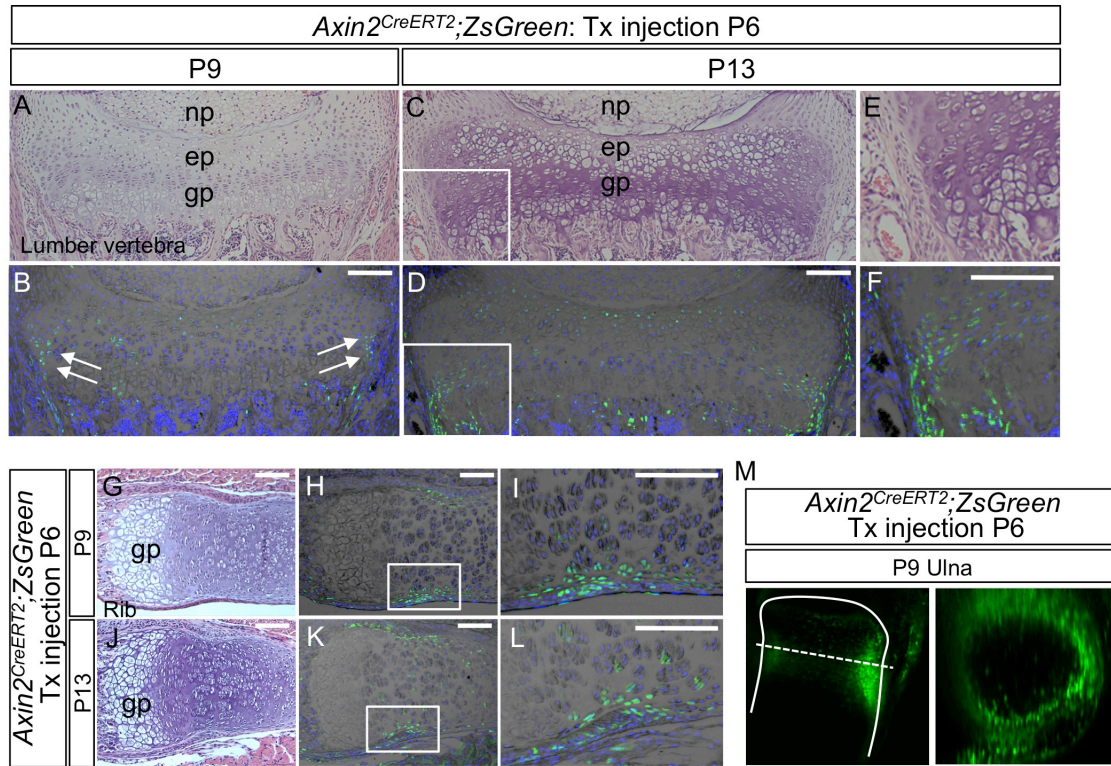 Axin2CreERT2;ZsGreen: Tx injection P6
P9
P13
A
np
ep
gp
Lumber vertebra
C
np
ep
gp
E
B
D
F
Axin2CreERT2;ZsGreen
Tx injection P6
P9
P13
G
gp
Rib
H
I
J
gp
K
L
M
Axin2CreERT2;ZsGreen
Tx injection P6
P9 Ulna